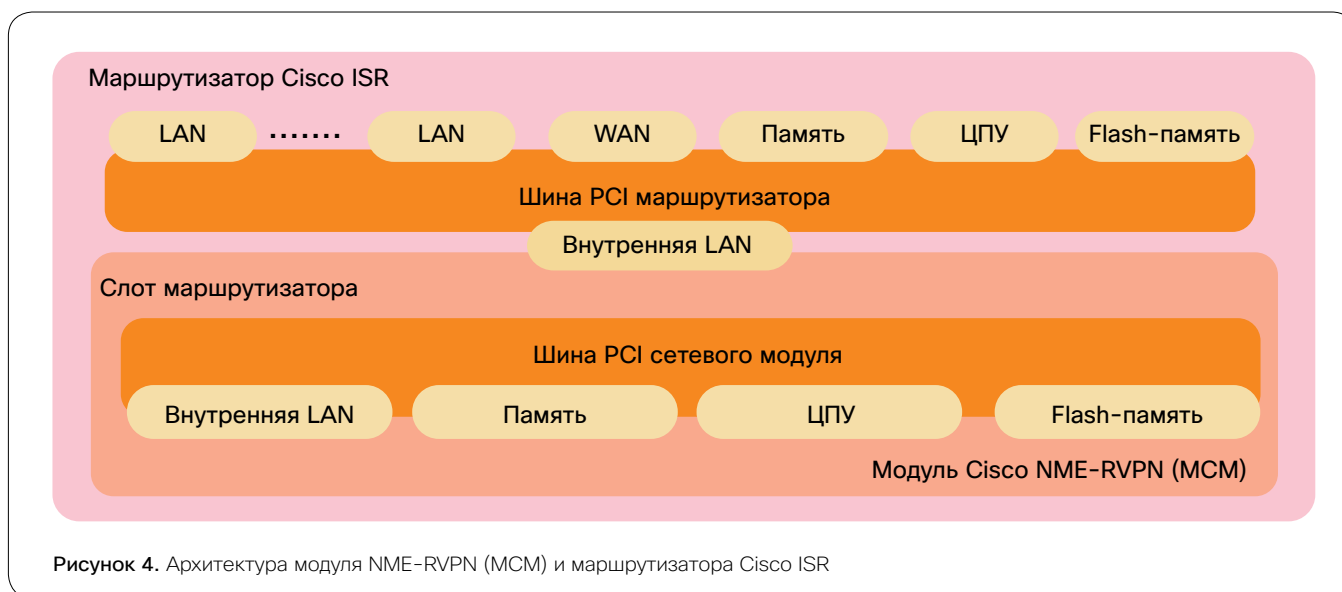 Маршрутизатор Cisco ISR
LAN ....... LAN WAN Память ЦПУ Flash-память
Шина PCI маршрутизатора
Внутренняя LAN
Слот маршрутизатора
Шина PCI сетевого модуля
Внутренняя LAN Память ЦПУ Flash-память
Модуль Cisco NME-RVPN (МСМ)
Рисунок 4. Архитектура модуля NME-RVPN (МСМ) и маршрутизатора Cisco ISR